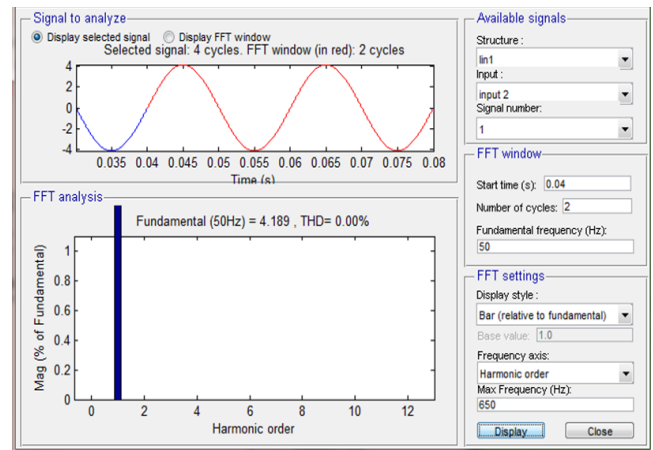 Signal to analyze
Display selected signal
Display FFT window
Selected signal: 4 cycles. FFT window (in red): 2 cycles
4
2
0
-2
-4
0.035 0.04 0.045 0.05 0.055 0.06 0.065 0.07 0.075 0.08
Time (s)
FFT analysis
Fundamental (50Hz) = 4.189 , THD= 0.00%
Mag (% of Fundamental)
1
0.8
0.6
0.4
0.2
0
0 2 4 6 8 10 12
Harmonic order
Available signals
Structure :
lin1
Input :
input 2
Signal number:
1
FFT window
Start time (s): 0.04
Number of cycles: 2
Fundamental frequency (Hz):
50
FFT settings
Display style :
Bar (relative to fundamental)
Base value: 1.0
Frequency axis:
Harmonic order
Max Frequency (Hz):
650
Display
Close